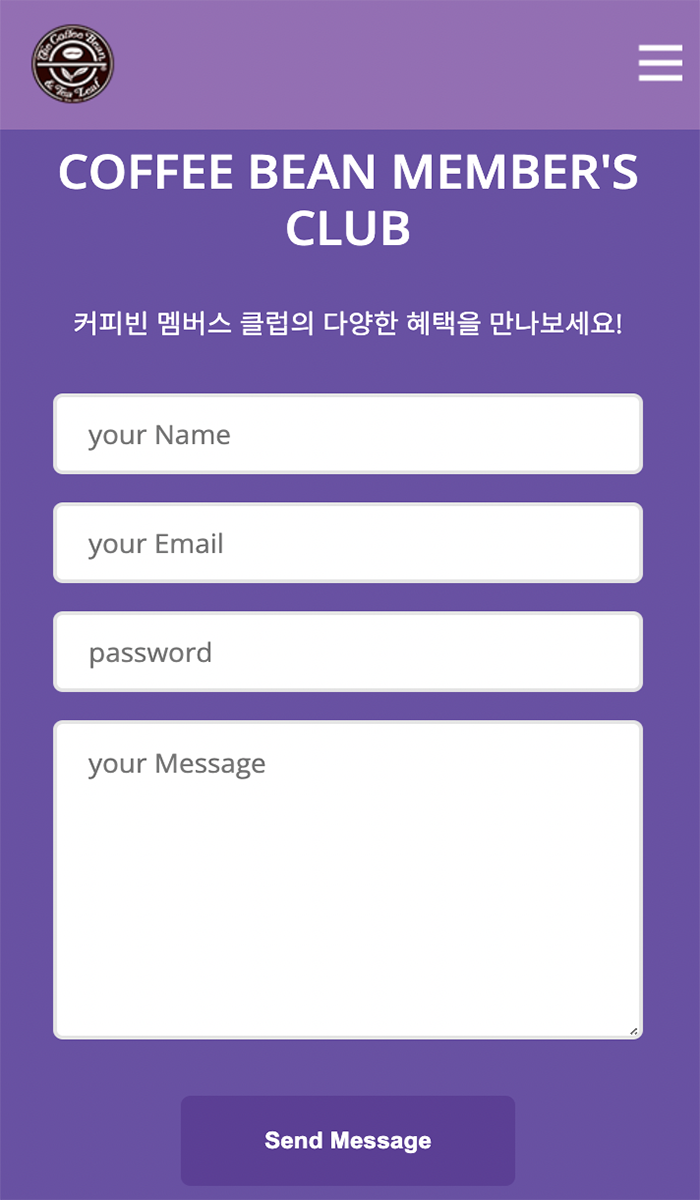 The Coffee Bean
& Tea Leaf
COFFEE BEAN MEMBER'S
CLUB
커피빈 멤버스 클럽의 다양한 혜택을 만나보세요!
your Name
your Email
password
your Message
Send Message